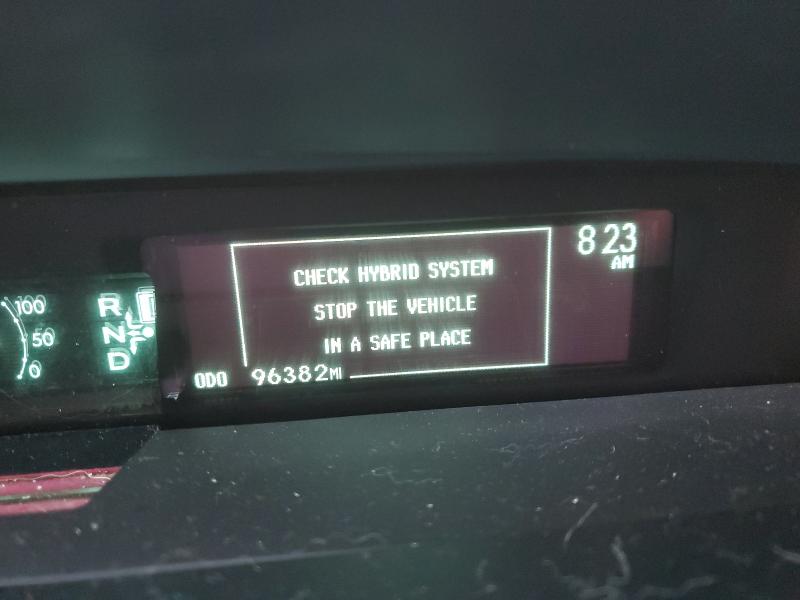 8 23
AM
CHECK HYBRID SYSTEM
STOP THE VEHICLE
IN A SAFE PLACE
ODO 96382MI
100
50
0
R
N
D